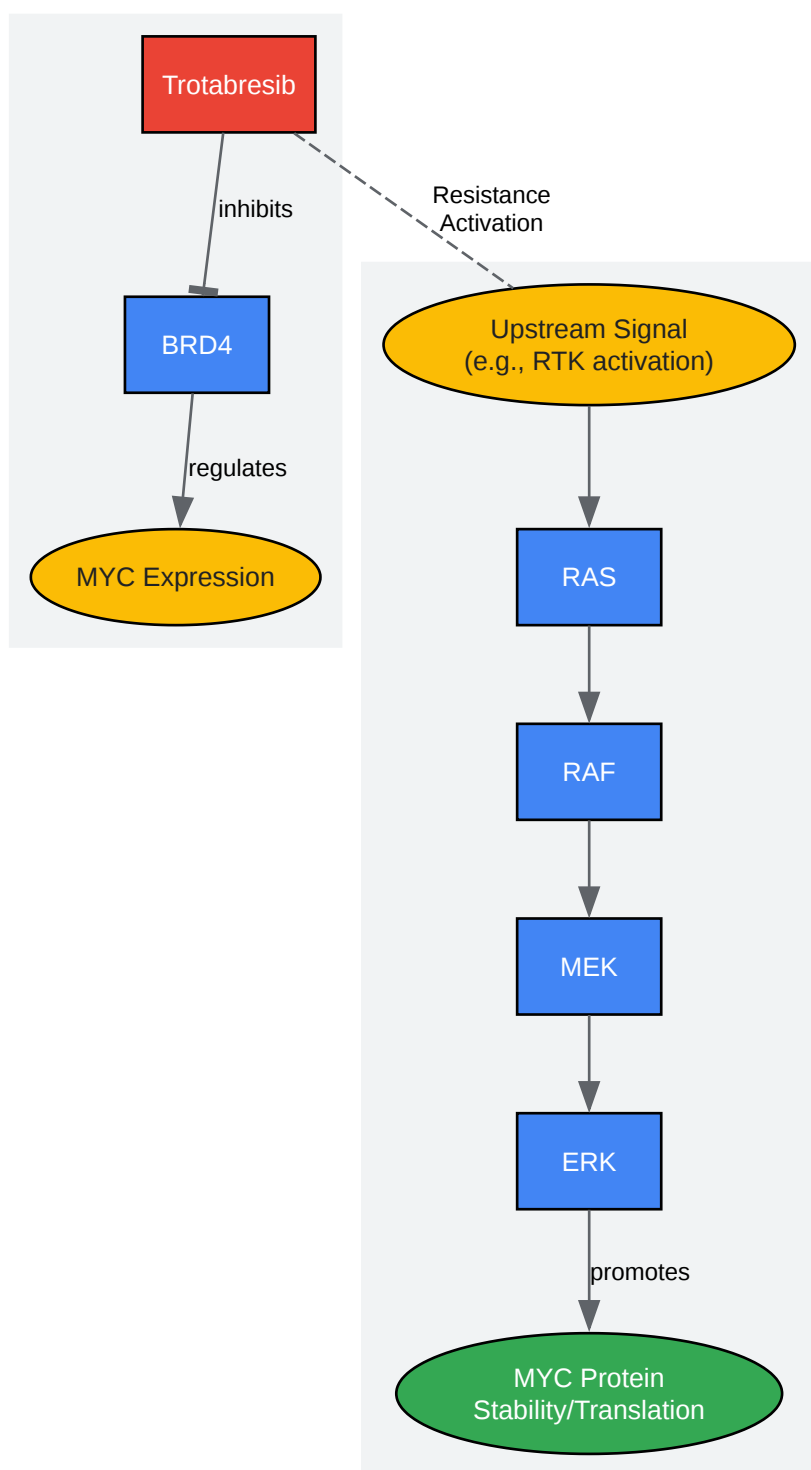 Trotabresib
inhibits
BRD4
regulates
MYC Expression
Resistance
Activation
Upstream Signal
(e.g., RTK activation)
RAS
RAF
MEK
ERK
promotes
MYC Protein
Stability/Translation